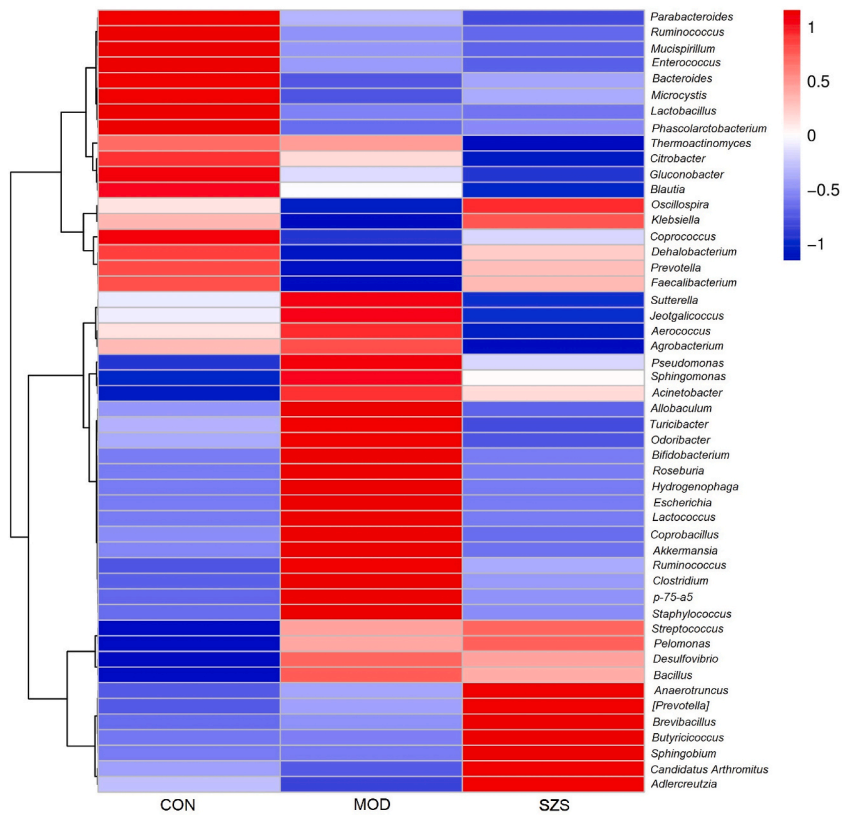 Parabacteroides
Ruminococcus
Mucispirillum
Enterococcus
Bacteroides
Microcystis
Lactobacillus
Phascolarctobacterium
Thermoactinomyces
Citrobacter
Gluconobacter
Blautia
Oscillospira
Klebsiella
Coprococcus
Dehalobacterium
Prevotella
Faecalibacterium
Sutterella
Jeotgalicoccus
Aerococcus
Agrobacterium
Pseudomonas
Sphingomonas
Acinetobacter
Allobaculum
Turicibacter
Odoribacter
Bifidobacterium
Roseburia
Hydrogenophaga
Escherichia
Lactococcus
Coprobacillus
Akkermansia
Ruminococcus
Clostridium
p-75-a5
Staphylococcus
Streptococcus
Pelomonas
Desulfovibrio
Bacillus
Anaerotruncus
[Prevotella]
Brevibacillus
Butyricicoccus
Sphingobium
Candidatus Arthromitus
Adlercreutzia
1
0.5
0
−0.5
−1
CON MOD SZS